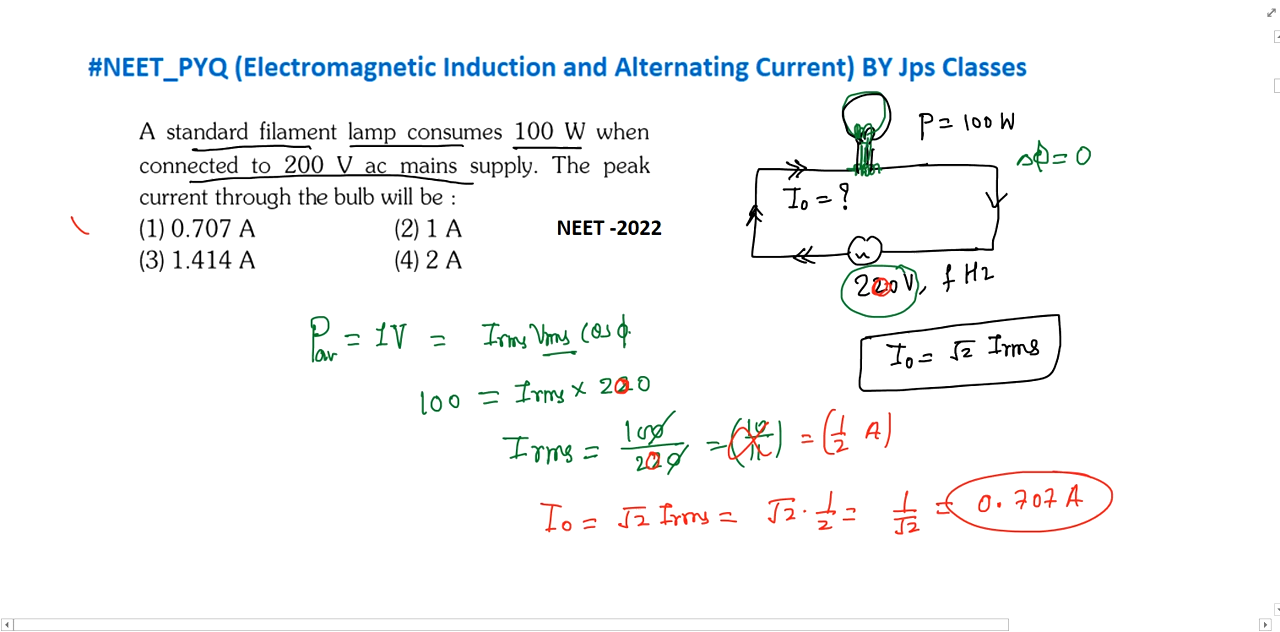 #NEET_PYQ (Electromagnetic Induction and Alternating Current) BY Jps Classes
A standard filament lamp consumes 100 W when
connected to 200 V ac mains supply. The peak
current through the bulb will be :
(1) 0.707 A (2) 1 A NEET -2022
(3) 1.414 A (4) 2 A
P = 100 W
Δϕ = 0
I₀ = ?
200V, f Hz
I₀ = √2 Irms
Pav = IV = Irms Vrms Cos ϕ
100 = Irms × 200
Irms = 100/200 = = (1/2 A)
I₀ = √2 Irms = √2 · 1/2 = 1/√2 = 0.707 A